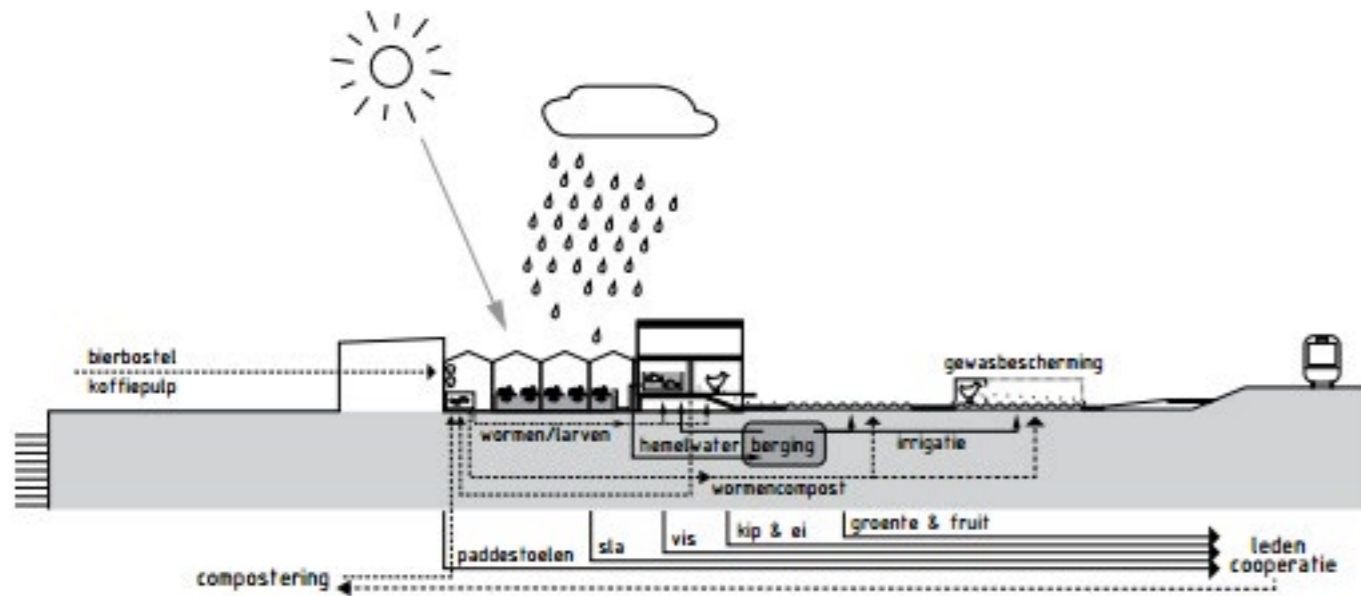 bierbostel
koffiepulp
gewasbescherming
wormen/larven
hemelwater
berging
irrigatie
wormencompost
paddestoelen
sla
vis
kip & ei
groente & fruit
leden
cooperatie
compostering